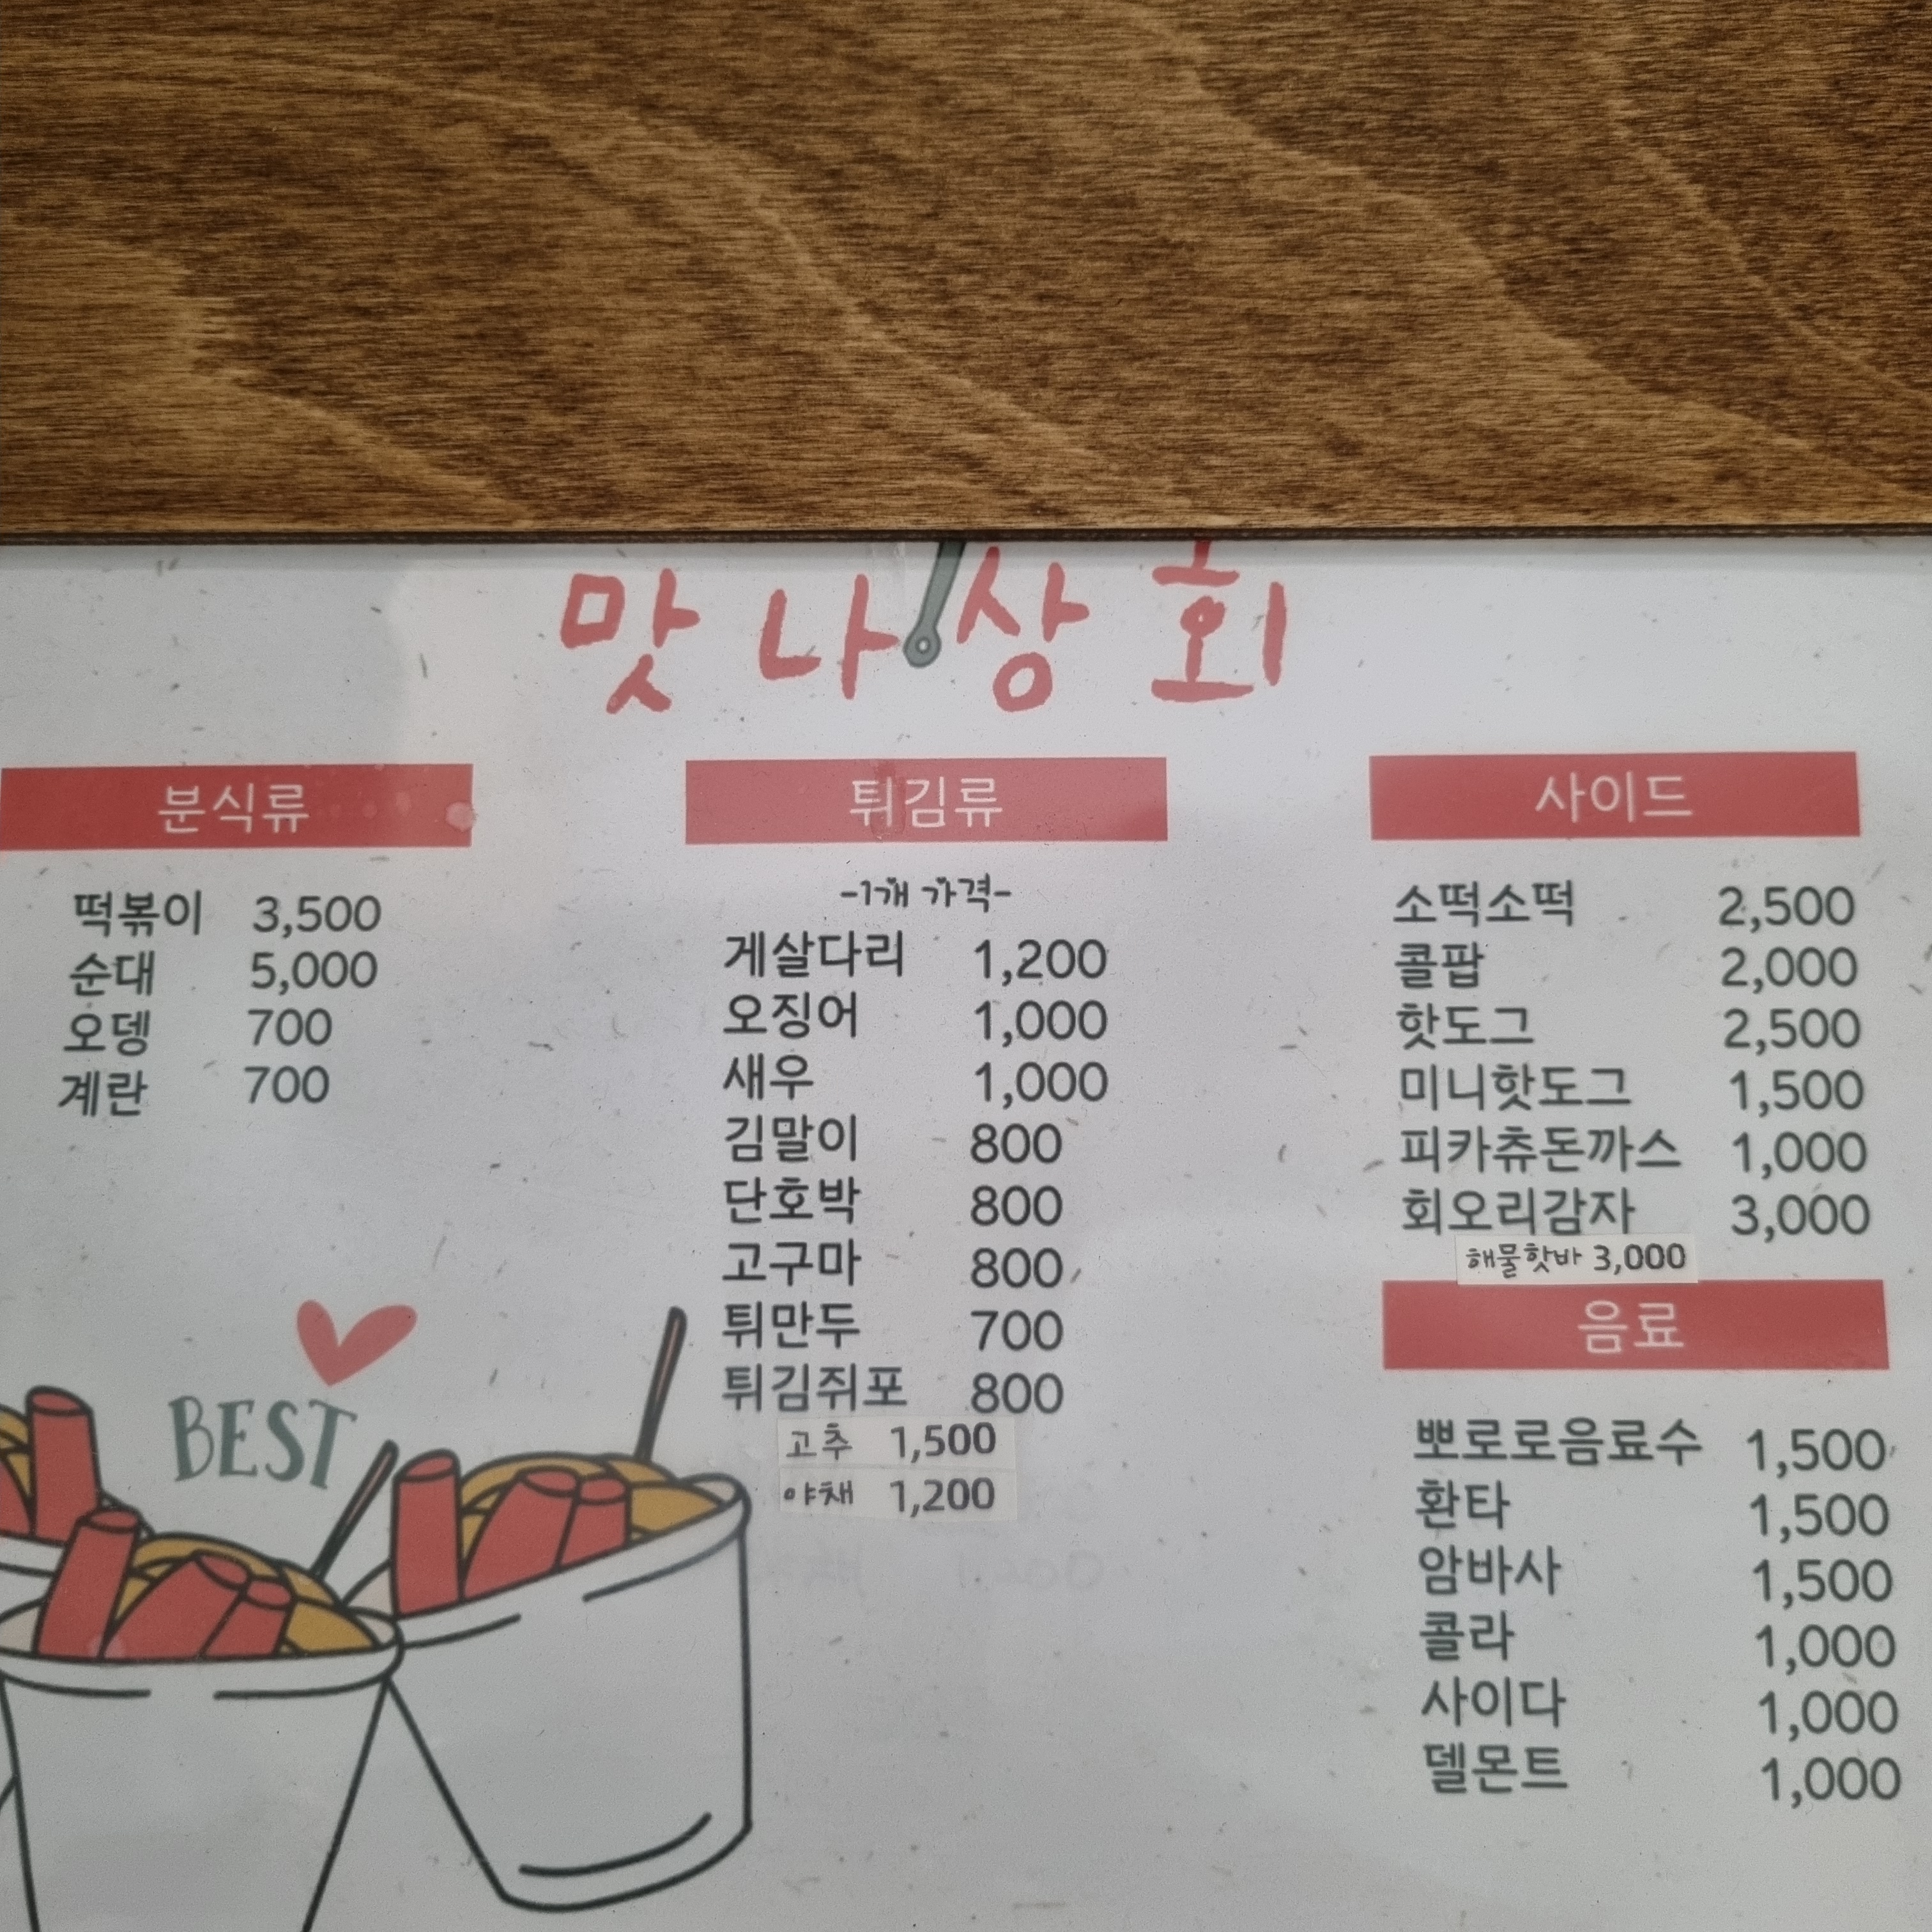 맛나상회
분식류
떡볶이 3,500
순대 5,000
오뎅 700
계란 700
BEST
튀김류
-1개 가격-
게살다리 1,200
오징어 1,000
새우 1,000
김말이 800
단호박 800
고구마 800
튀만두 700
튀김쥐포 800
고추 1,500
야채 1,200
사이드
소떡소떡 2,500
콜팝 2,000
핫도그 2,500
미니핫도그 1,500
피카츄돈까스 1,000
회오리감자 3,000
해물핫바 3,000
음료
뽀로로음료수 1,500
환타 1,500
암바사 1,500
콜라 1,000
사이다 1,000
델몬트 1,000